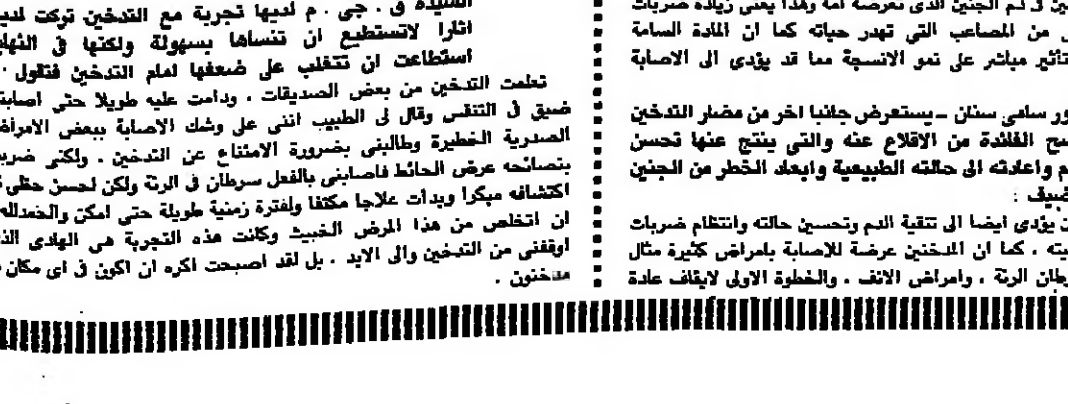 ين في دم الجنين الذي تعرضه امه وهذا يعني زيادة ضربات
من المصاعب التي تهدر حياته كما ان المادة السامة
تأثير مباشر على نمو الانسجة مما قد يؤدي الى الاصابة
ور سامي سنان ـ يستعرض جانبا اخر من مضار التدخين
الفائدة من الاقلاع عنه والتي ينتج عنها تحسن
م واعادته الى حالته الطبيعية وابعاد الخطر من الجنين
ضيف :
يؤدي ايضا الى تنقية الدم وتحسين حالته وانتظام ضربات
، كما ان المدخنين عرضة للاصابة بامراض كثيرة مثال
طان الرئة ، وامراض الانف . والخطوة الاولى لايقاف عادة
السيدة ق . جي . م لديها تجربة مع التدخين تركت لديها
اثارا لاتستطيع ان تنساها بسهولة ولكنها في النها
استطاعت ان تتغلب على ضعفها امام التدخين فتقول .
تعلمت التدخين من بعض الصديقات ، ودامت عليه طويلا حتى اصابت
ضيق في التنفس وقال لي الطبيب انني على وشك الاصابة ببعض الامراض
الصدرية الخطيرة وطالبني بضرورة الامتناع عن التدخين . ولكني ضرب
بنصائحه عرض الحائط فاصابني بالفعل سرطان في الرئة ولكن لحسن حظي
اكتشافه مبكرا وبدأت علاجا مكثفا ولفترة زمنية طويلة حتى امكن والحمدلله
ان اتخلص من هذا المرض الخبيث وكانت هذه التجربة هي الهادي الذ
اوقفني من التدخين والى الابد . بل لقد اصبحت اكره ان اكون في اي مكان
مدخنون .